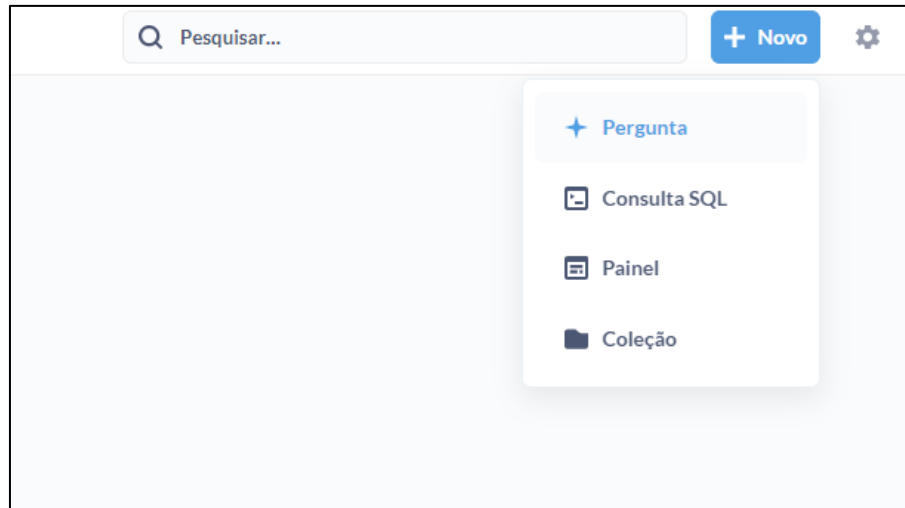 Pesquisar...
Novo
Pergunta
Consulta SQL
Painel
Coleção